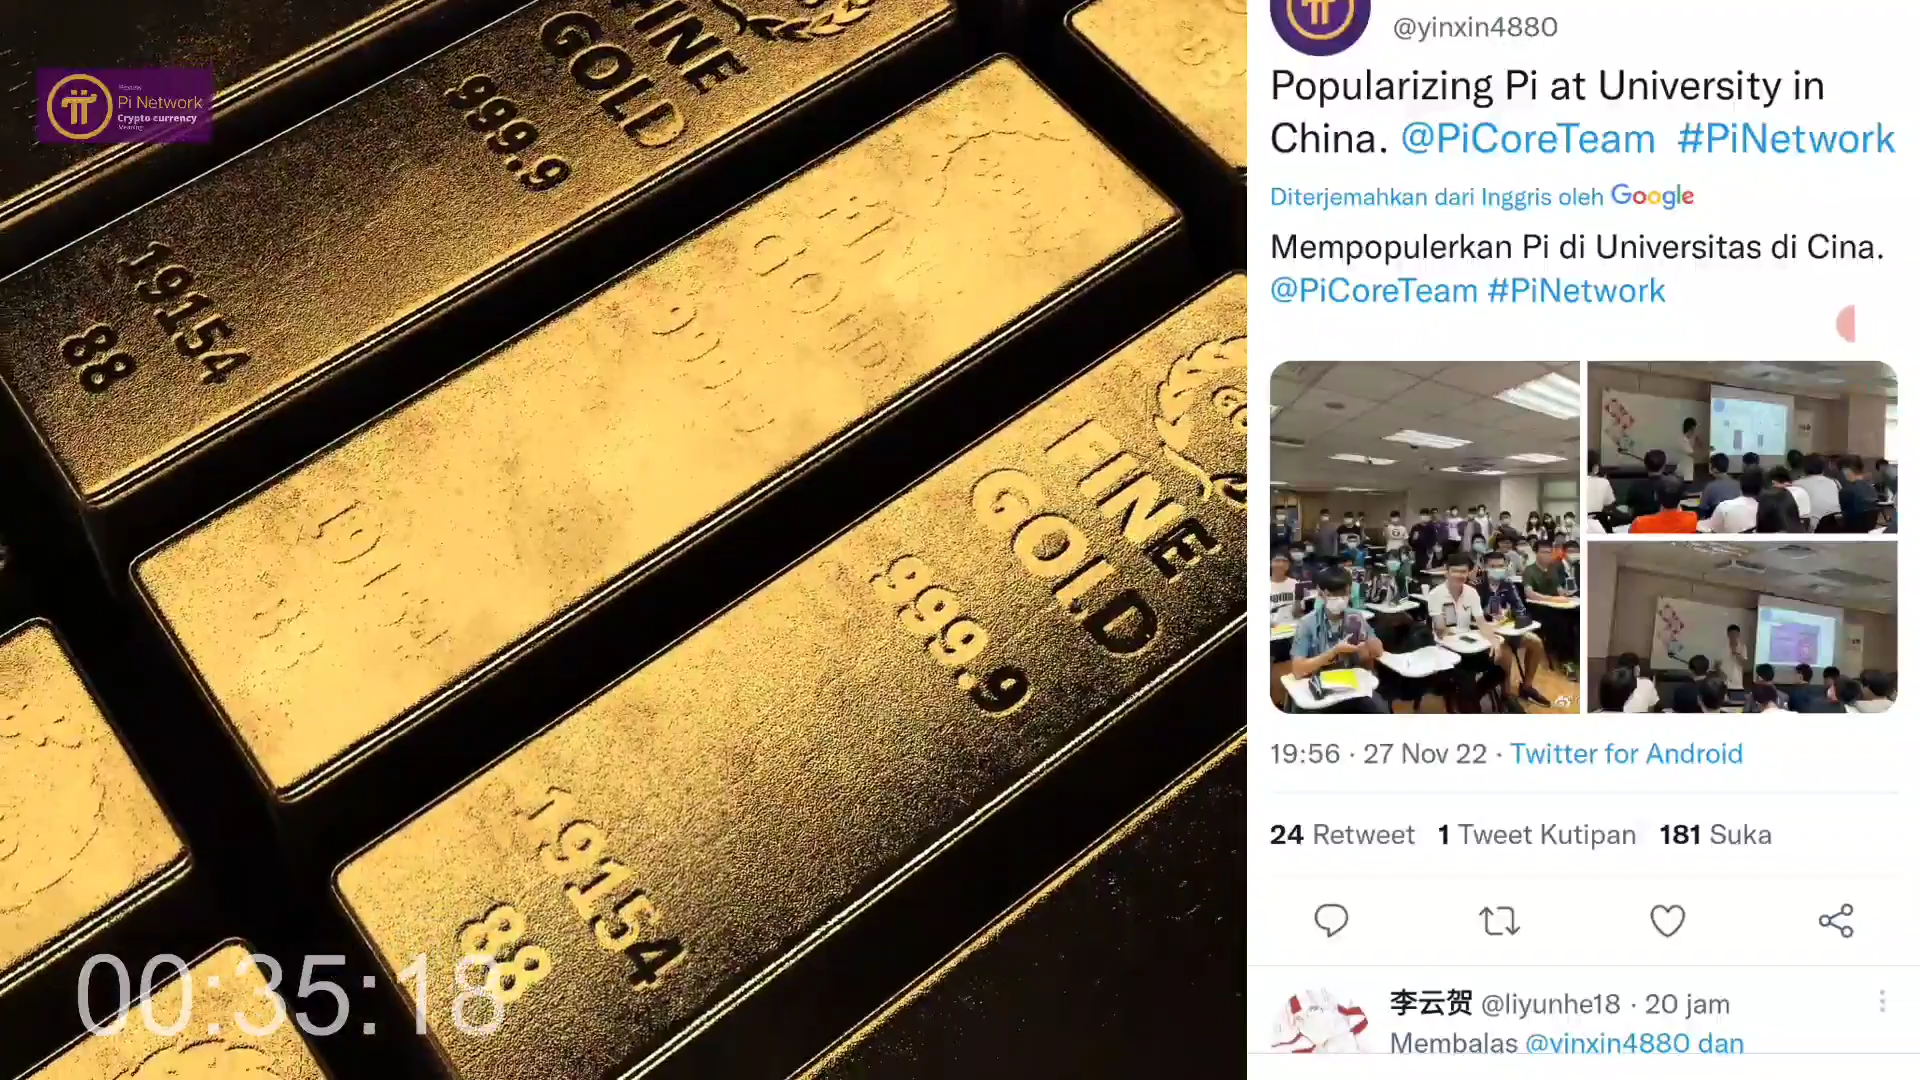 Pi Network
Crypto currency
Meaning
FINE
GOLD
999.9
19154
88
FINE
GOLD
999.9
19154
88
00:35:18
@yinxin4880
Popularizing Pi at University in
China. @PiCoreTeam #PiNetwork
Diterjemahkan dari Inggris oleh Google
Mempopulerkan Pi di Universitas di Cina.
@PiCoreTeam #PiNetwork
19:56 · 27 Nov 22 · Twitter for Android
24 Retweet 1 Tweet Kutipan 181 Suka
李云贺 @liyunhe18 · 20 jam
Membalas @yinxin4880 dan